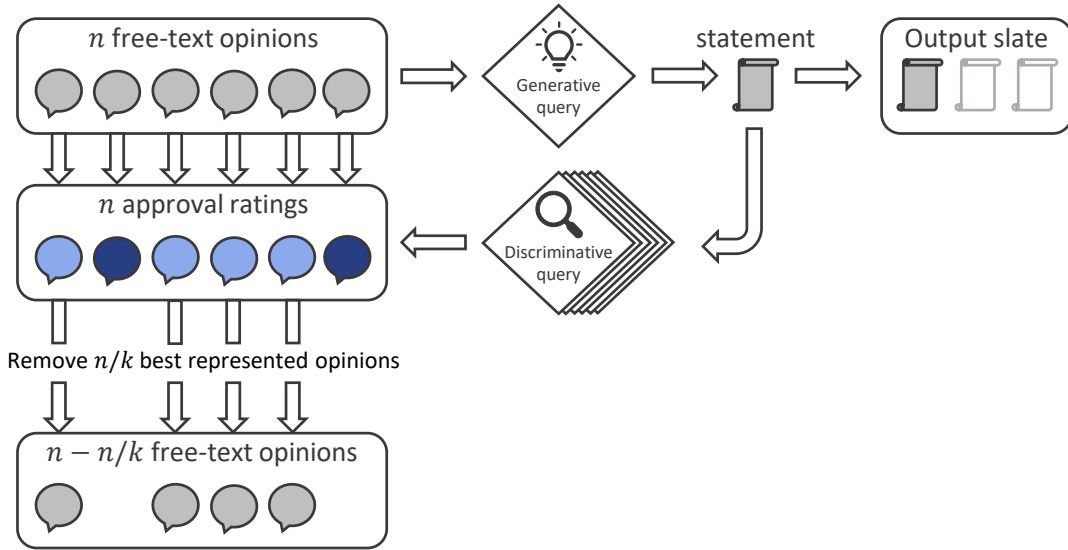 n free-text opinions
Generative
query
statement
Output slate
n approval ratings
Discriminative
query
Remove n/k best represented opinions
n − n/k free-text opinions